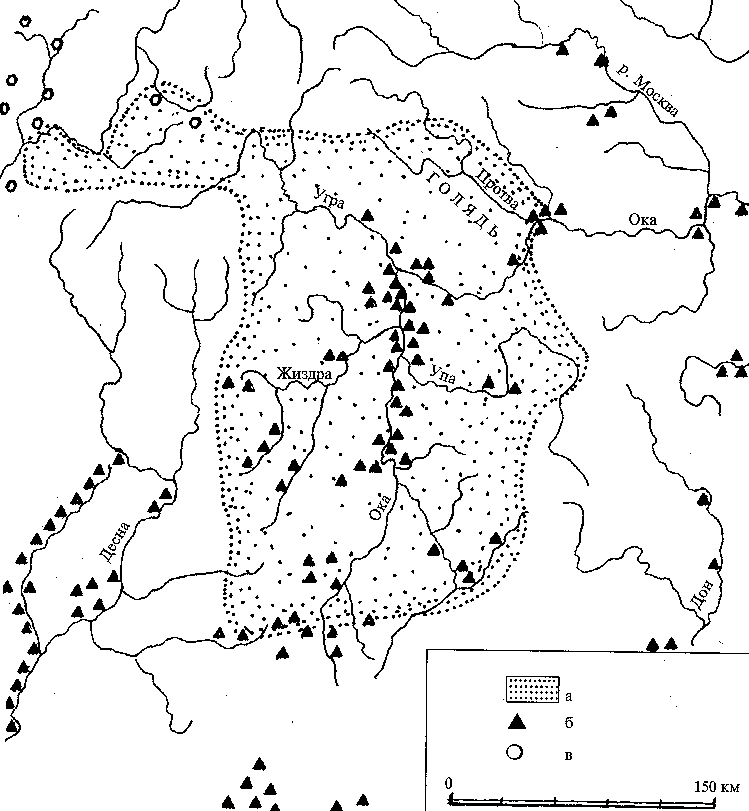 р. Москва
Протва
ГОЛЯДЬ
Угра
Ока
Жиздра
Упа
Ока
Десна
Дон
а
б
в
0
150 км